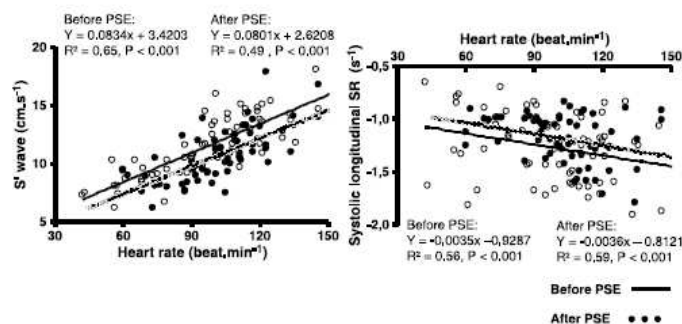 Before PSE:
Y = 0.0834x + 3.4203
R² = 0,65, P < ,001
After PSE:
Y = 0.0801x + 2.6208
R² = 0,49 , P < ,001
20
15
10
5
S' wave (cm.s⁻¹)
30 60 90 120 150
Heart rate (beat.min⁻¹)
Heart rate (beat.min⁻¹)
30 60 90 120 150
-0,5
-1,0
-1,5
-2,0
Systolic longitudinal SR (s⁻¹)
Before PSE:
Y = -0,0035x -0,9287
R² = 0,56, P < 0.001
After PSE:
Y = -0.0036x - 0.8121
R² = 0,59, P < 0.001
Before PSE
After PSE